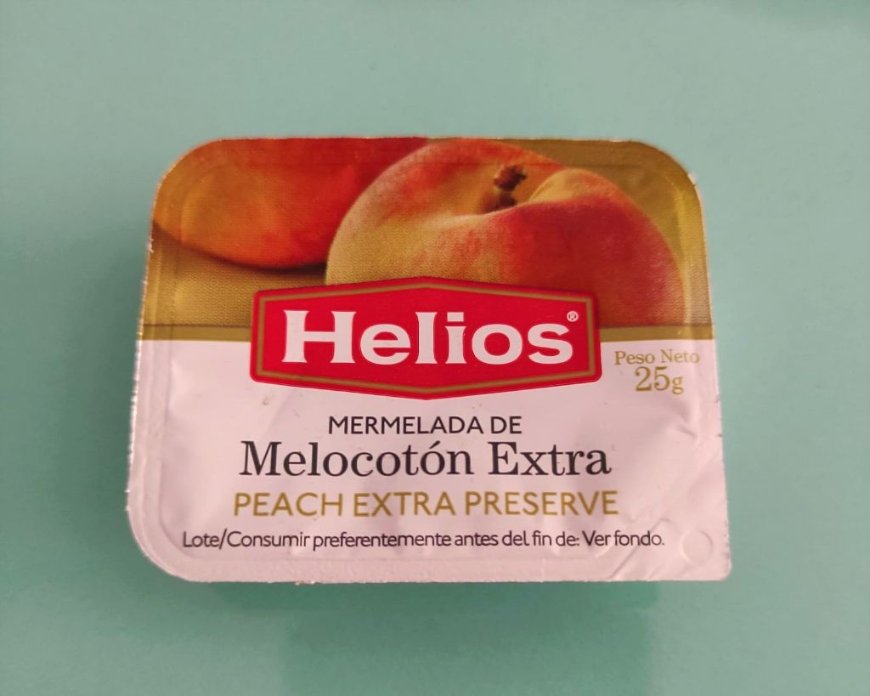 Helios®
Peso Neto
25g
MERMELADA DE
Melocotón Extra
PEACH EXTRA PRESERVE
Lote/Consumir preferentemente antes del fin de: Ver fondo.